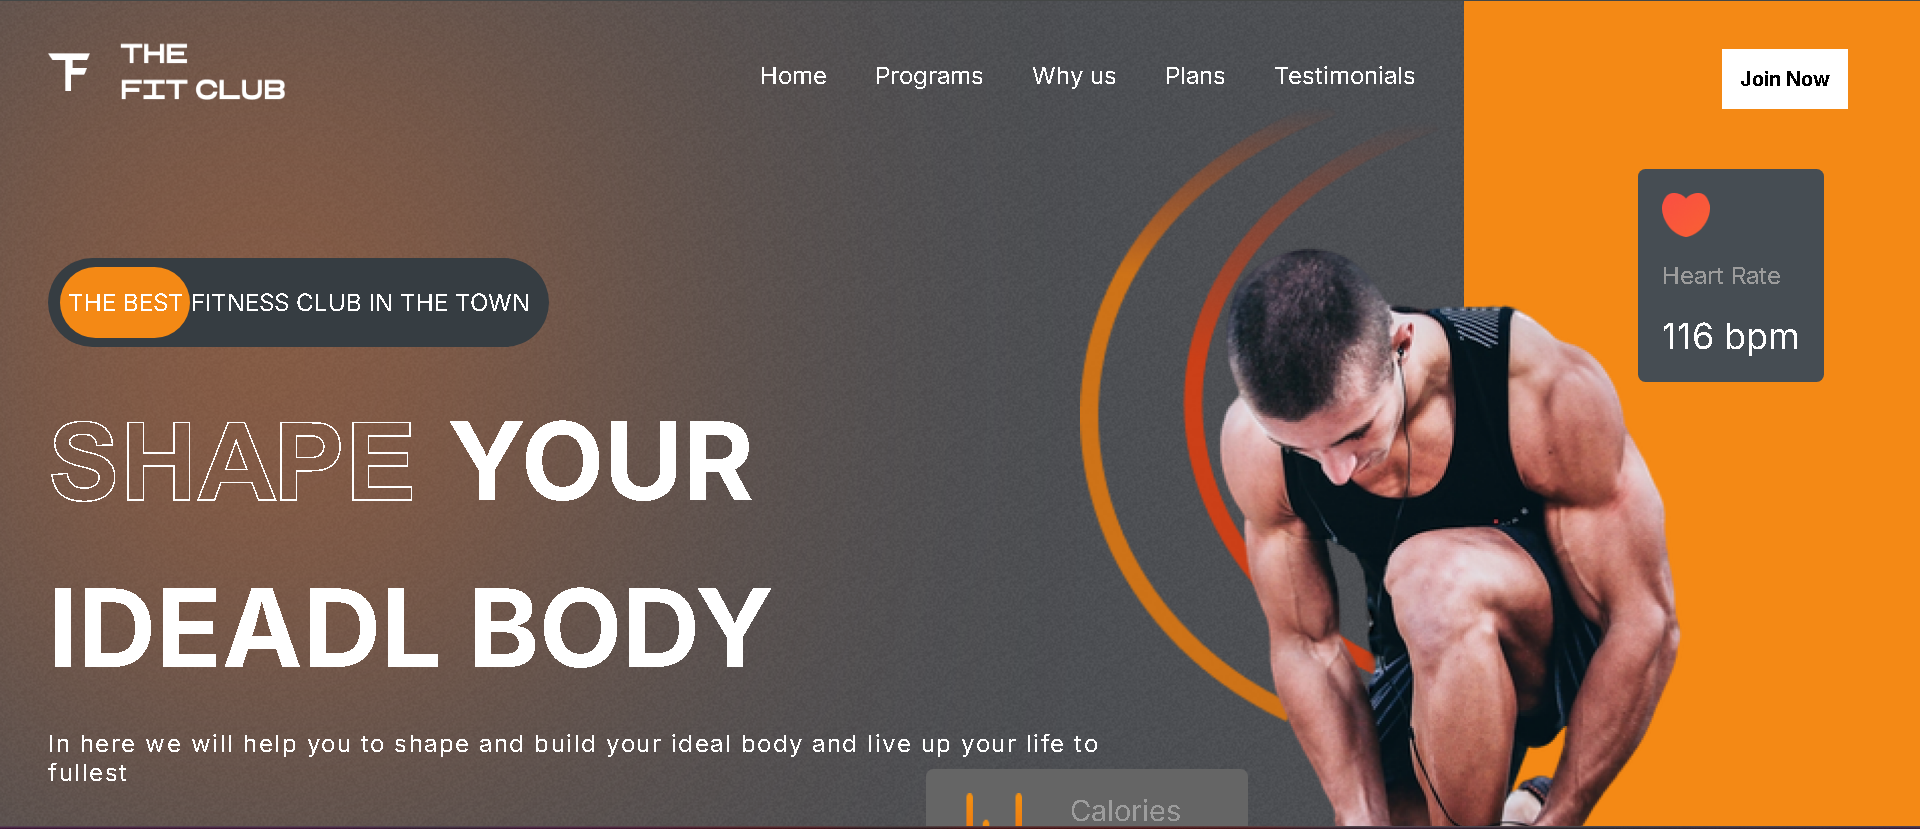 THE
FIT CLUB
Home Programs Why us Plans Testimonials
Join Now
Heart Rate
116 bpm
THE BEST FITNESS CLUB IN THE TOWN
SHAPE YOUR
IDEADL BODY
In here we will help you to shape and build your ideal body and live up your life to
fullest
Calories